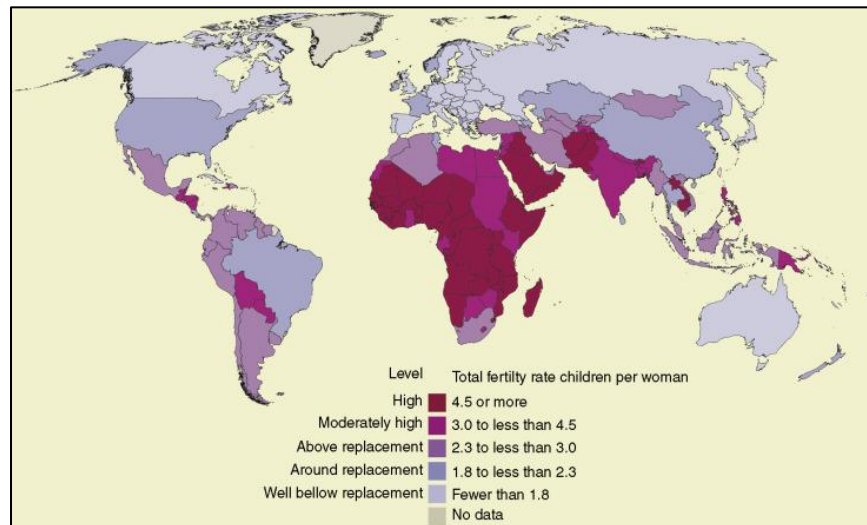 Level Total fertilty rate children per woman
High 4.5 or more
Moderately high 3.0 to less than 4.5
Above replacement 2.3 to less than 3.0
Around replacement 1.8 to less than 2.3
Well bellow replacement Fewer than 1.8
No data